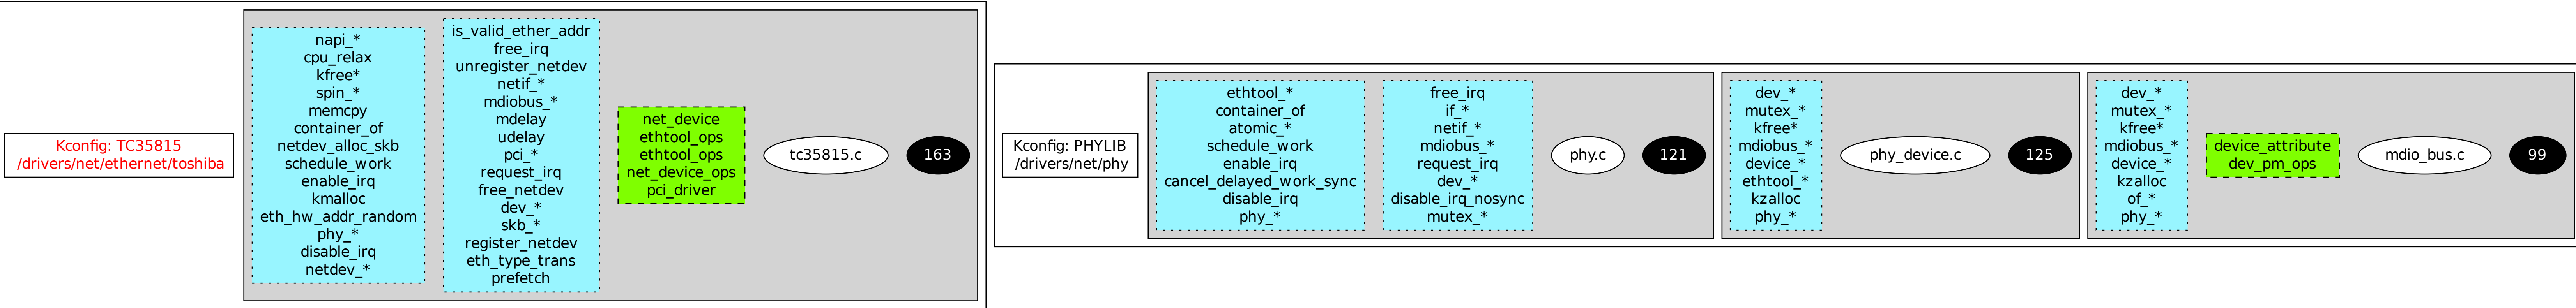 Kconfig: TC35815
/drivers/net/ethernet/toshiba
napi_*
cpu_relax
kfree*
spin_*
memcpy
container_of
netdev_alloc_skb
schedule_work
enable_irq
kmalloc
eth_hw_addr_random
phy_*
disable_irq
netdev_*
is_valid_ether_addr
free_irq
unregister_netdev
netif_*
mdiobus_*
mdelay
udelay
pci_*
request_irq
free_netdev
dev_*
skb_*
register_netdev
eth_type_trans
prefetch
net_device
ethtool_ops
ethtool_ops
net_device_ops
pci_driver
tc35815.c
163
Kconfig: PHYLIB
/drivers/net/phy
ethtool_*
container_of
atomic_*
schedule_work
enable_irq
cancel_delayed_work_sync
disable_irq
phy_*
free_irq
if_*
netif_*
mdiobus_*
request_irq
dev_*
disable_irq_nosync
mutex_*
phy.c
121
dev_*
mutex_*
kfree*
mdiobus_*
device_*
ethtool_*
kzalloc
phy_*
phy_device.c
125
dev_*
mutex_*
kfree*
mdiobus_*
device_*
kzalloc
of_*
phy_*
device_attribute
dev_pm_ops
mdio_bus.c
99